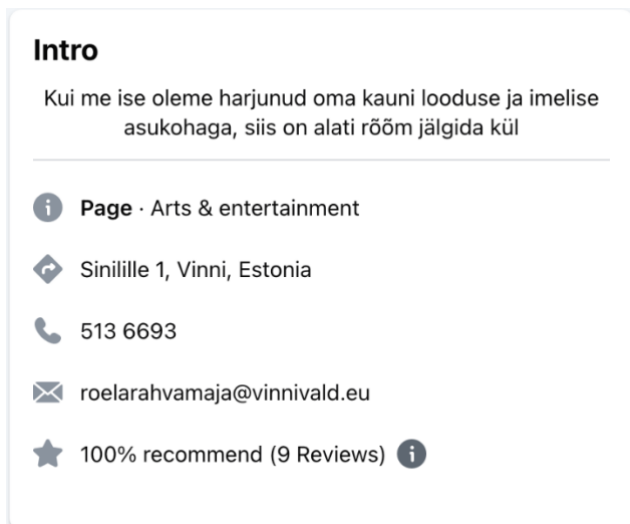 Intro
Kui me ise oleme harjunud oma kauni looduse ja imelise
asukohaga, siis on alati rõõm jälgida kül
Page · Arts & entertainment
Sinilille 1, Vinni, Estonia
513 6693
roelarahvamaja@vinnivald.eu
100% recommend (9 Reviews)